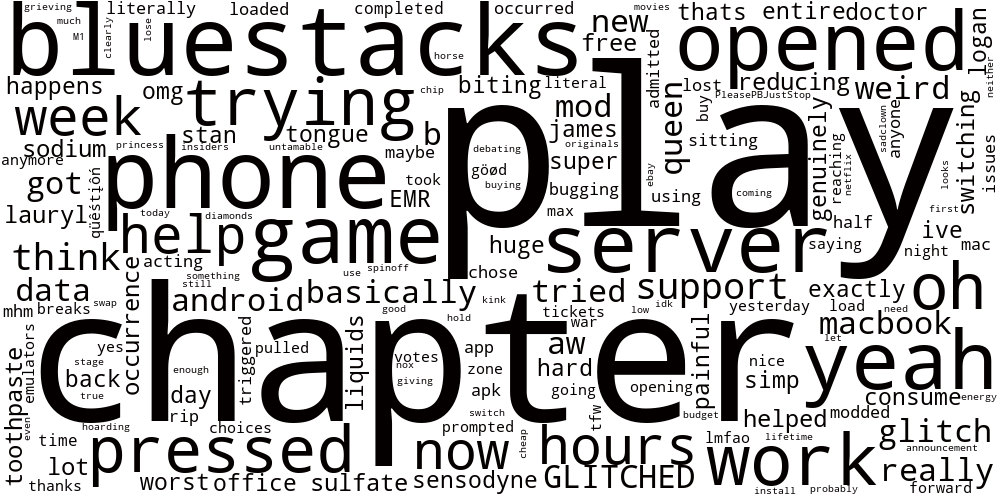 grieving literally loaded completed occurred movies
bluestacks new free thats entiredoctor
much M1 clearly lose horse admitted opened logan neither
happens omg trying chip biting literal lost reducing weird
week stan tongue b mod queen buy PleasePBJustStop
sodium princess insiders untamable maybe debating james originals sitting genuinely reaching sadclown anyone switching issues
anymore phone took göød super play
got qüëstïöñ EMR buying bugging ebay using coming netflix looks
lauryl today diamonds max half first
think help game huge server saying ive night mac
acting something chose
data still use spinoff basically tried support exactly oh
mhm breaks swap occurrence android good hold kink tickets low idk yesterday load need
chapter war macbook
yes stage triggered pulled liquids votes nox app aw painful nice let yeah
emulators back true enough giving zone hard simp
toothpaste day apk going opening consume energy
even hoarding rip choices switch prompted cheap tfw budget helped modded
time pressed now hours lmfao lifetime work glitch announcement
lot really
thanks worst office sulfate sensodyne GLITCHED install probably forward